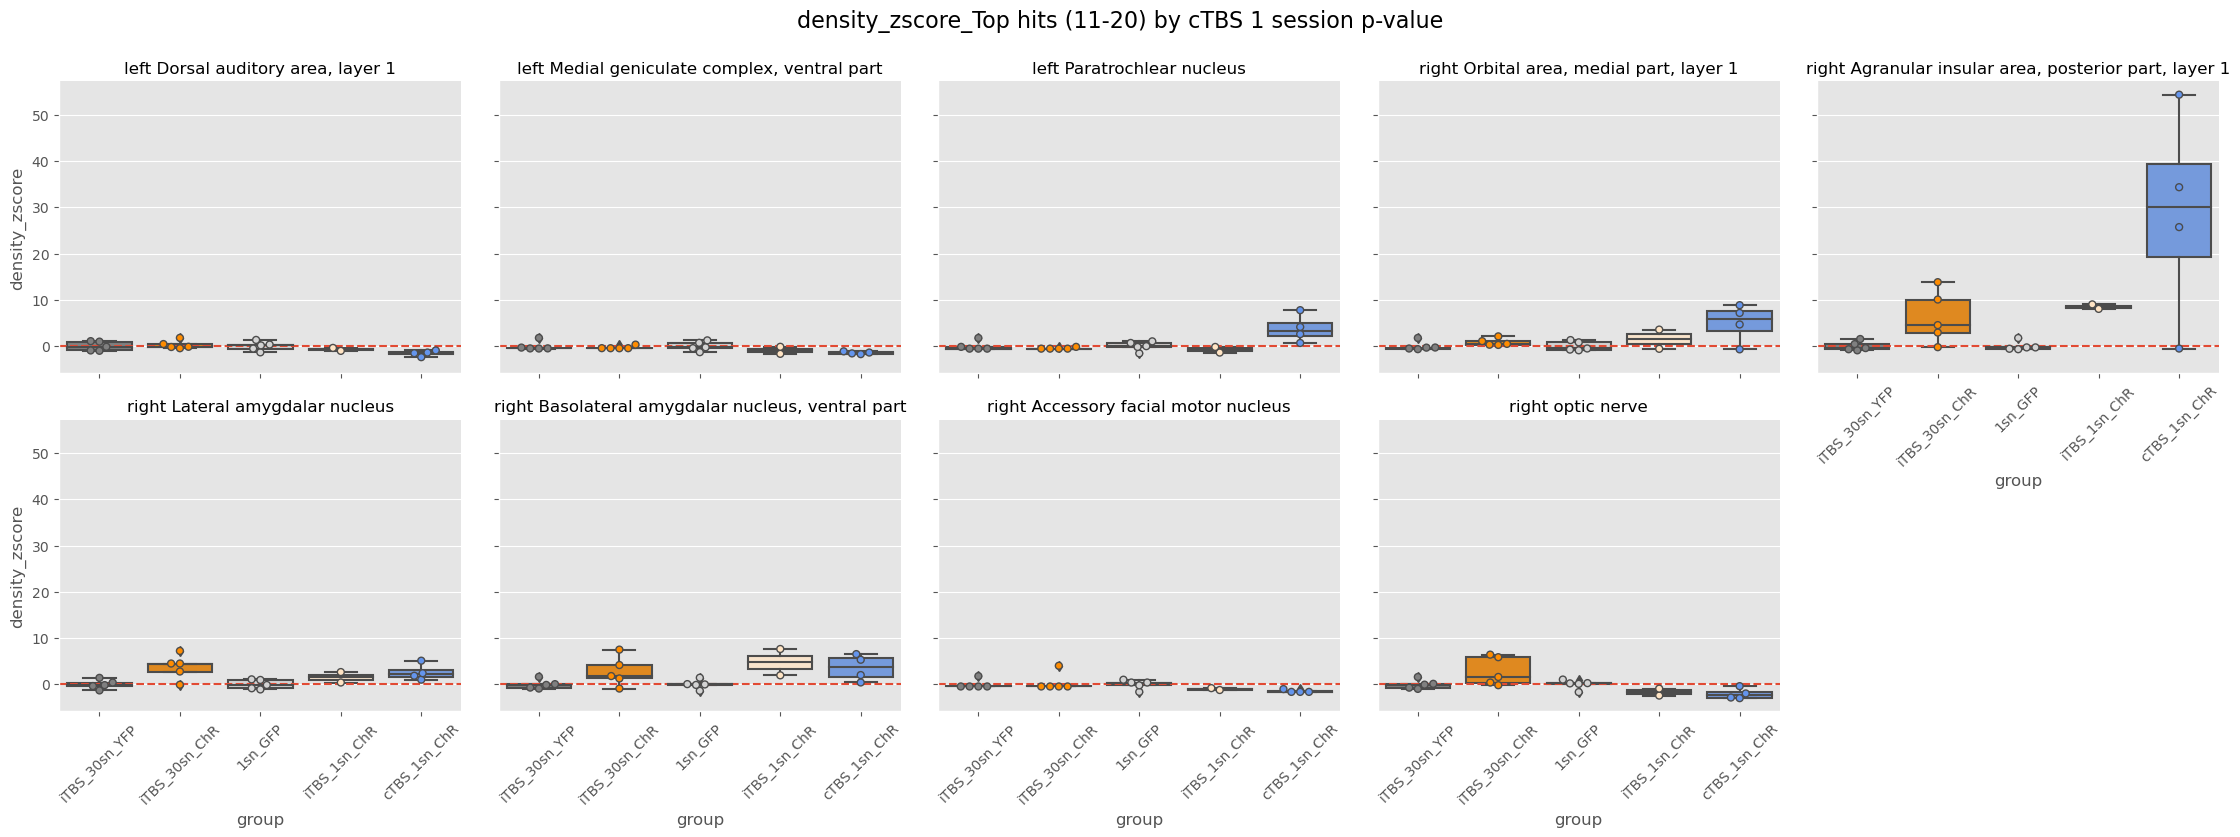 density_zscore_Top hits (11-20) by cTBS 1 session p-value
left Dorsal auditory area, layer 1
left Medial geniculate complex, ventral part
left Paratrochlear nucleus
right Orbital area, medial part, layer 1
right Agranular insular area, posterior part, layer 1
density_zscore
50
40
30
20
10
0
iTBS_30sn_YFP
iTBS_30sn_ChR
1sn_GFP
iTBS_1sn_ChR
cTBS_1sn_ChR
group
right Lateral amygdalar nucleus
right Basolateral amygdalar nucleus, ventral part
right Accessory facial motor nucleus
right optic nerve
density_zscore
50
40
30
20
10
0
iTBS_30sn_YFP
iTBS_30sn_ChR
1sn_GFP
iTBS_1sn_ChR
cTBS_1sn_ChR
group
iTBS_30sn_YFP
iTBS_30sn_ChR
1sn_GFP
iTBS_1sn_ChR
cTBS_1sn_ChR
group
iTBS_30sn_YFP
iTBS_30sn_ChR
1sn_GFP
iTBS_1sn_ChR
cTBS_1sn_ChR
group
iTBS_30sn_YFP
iTBS_30sn_ChR
1sn_GFP
iTBS_1sn_ChR
cTBS_1sn_ChR
group